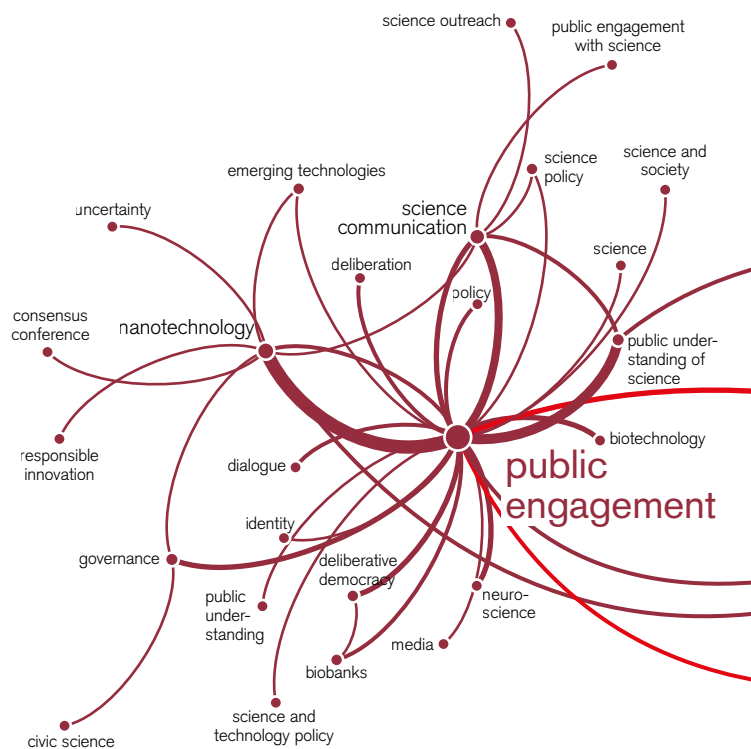 science outreach
public engagement
with science
emerging technologies
science
policy
science and
society
uncertainty
science
communication
deliberation
science
policy
consensus
conference
nanotechnology
public under-
standing of
science
responsible
innovation
dialogue
biotechnology
public
engagement
identity
governance
deliberative
democracy
public
under-
standing
neuro-
science
media
biobanks
civic science
science and
technology policy